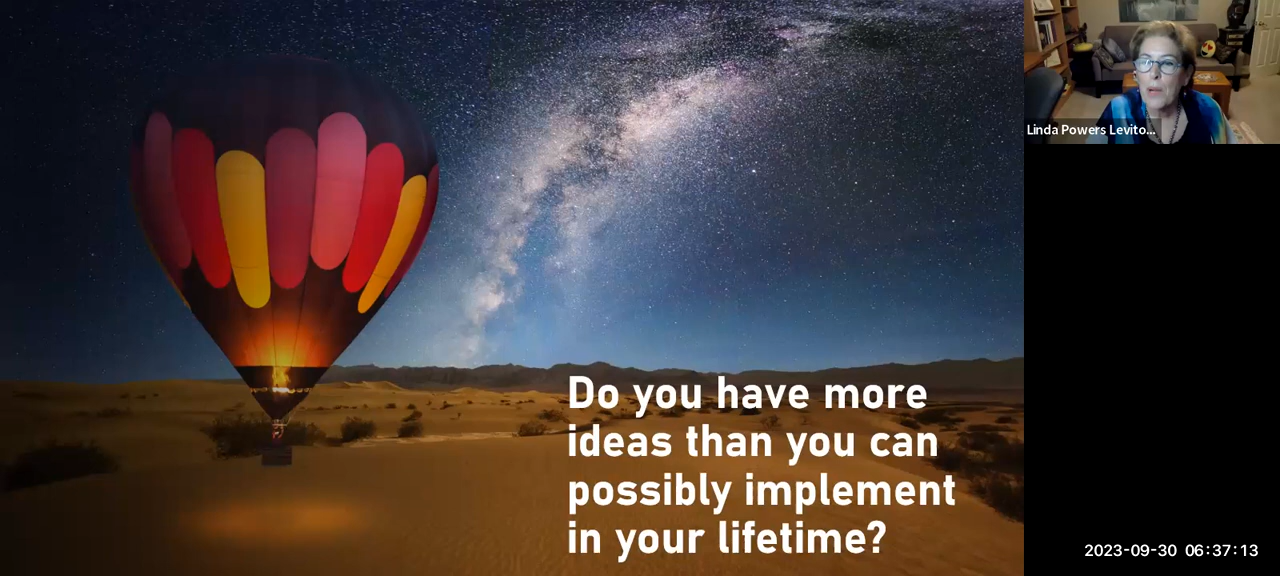 Linda Powers Levito...
Do you have more
ideas than you can
possibly implement
in your lifetime?
2023-09-30 06:37:13